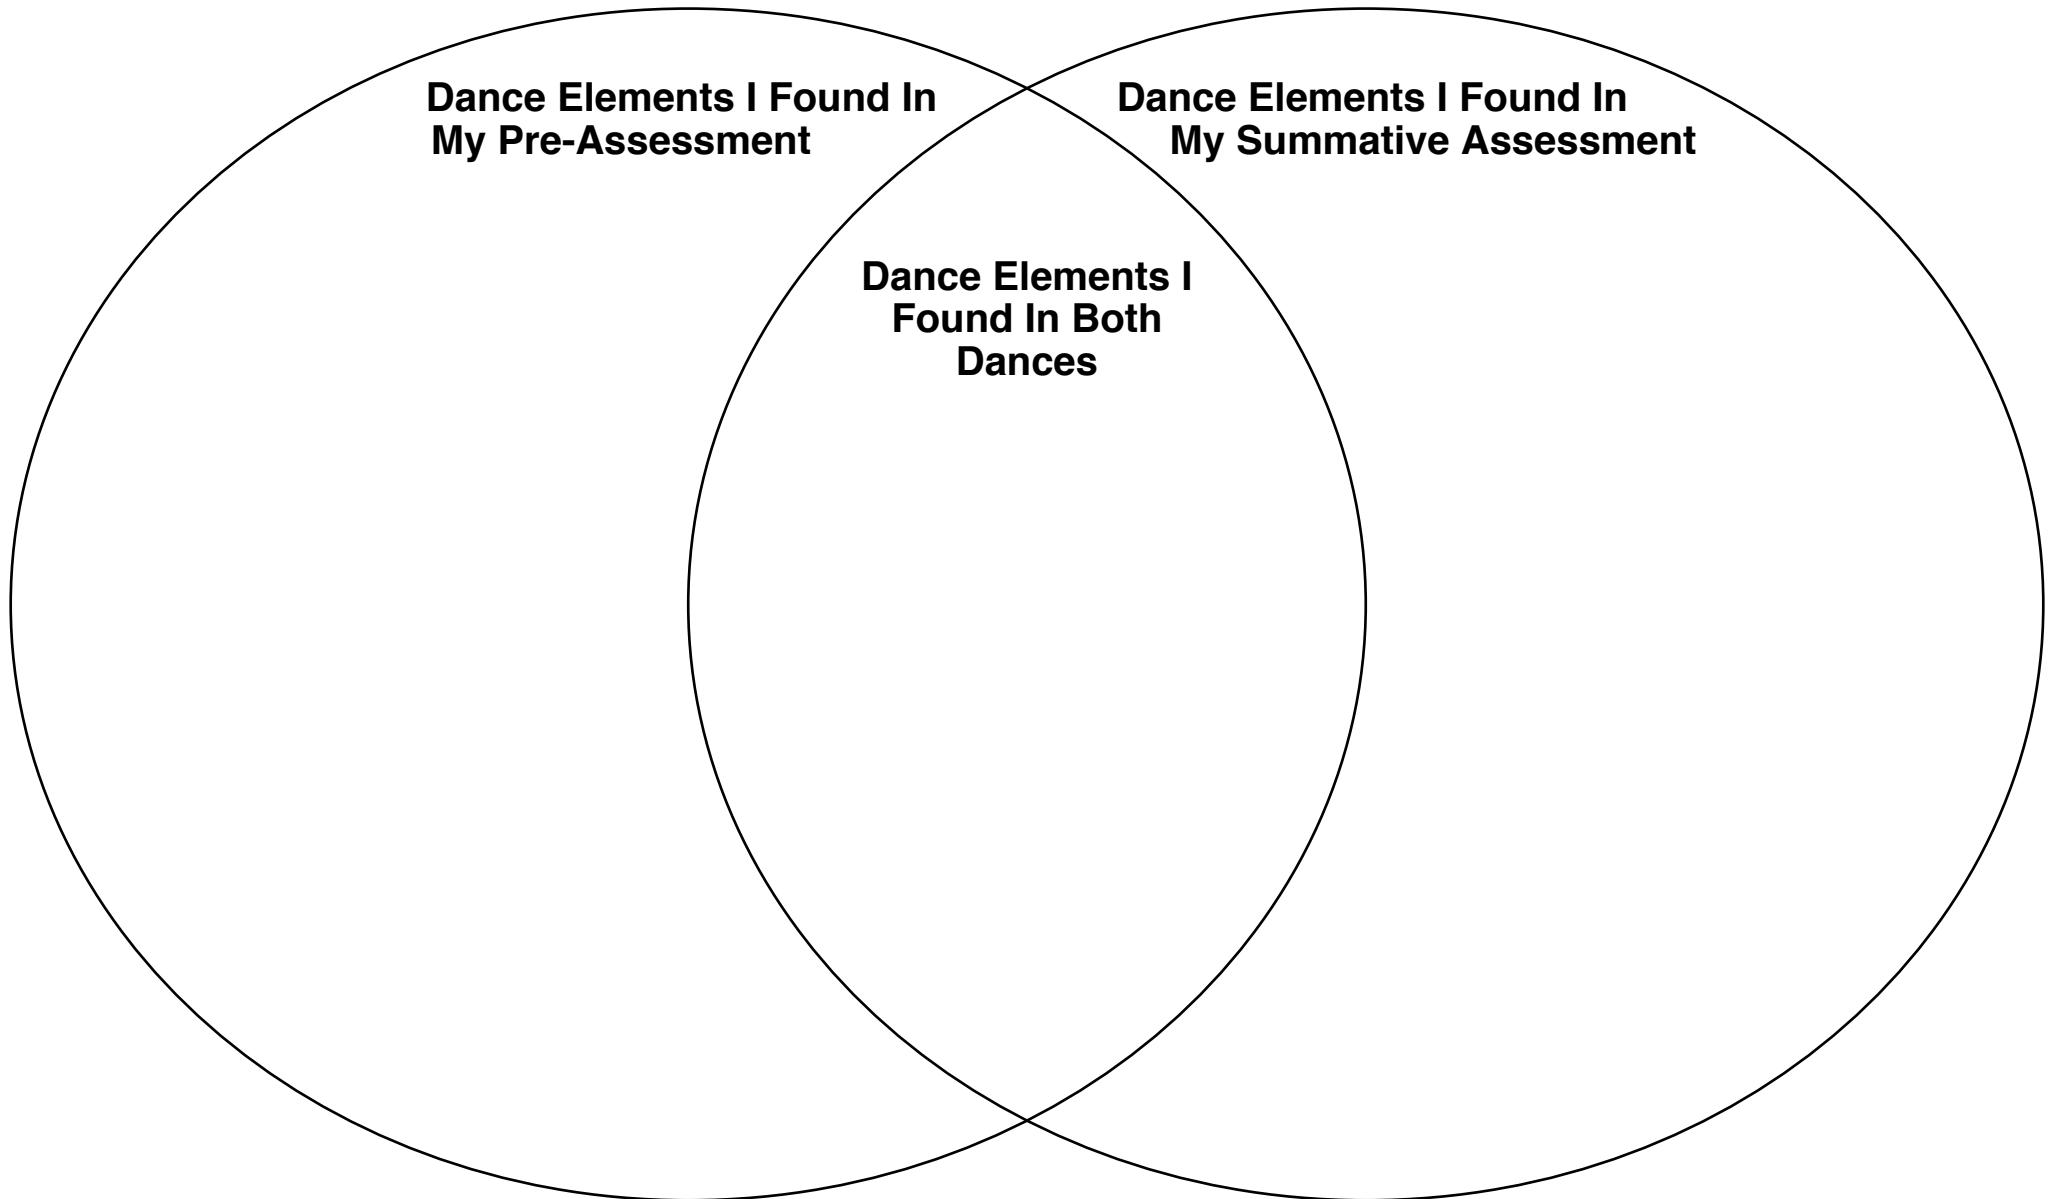 Dance Elements I Found In
My Pre-Assessment
Dance Elements I Found In
My Summative Assessment
Dance Elements I
Found In Both
Dances